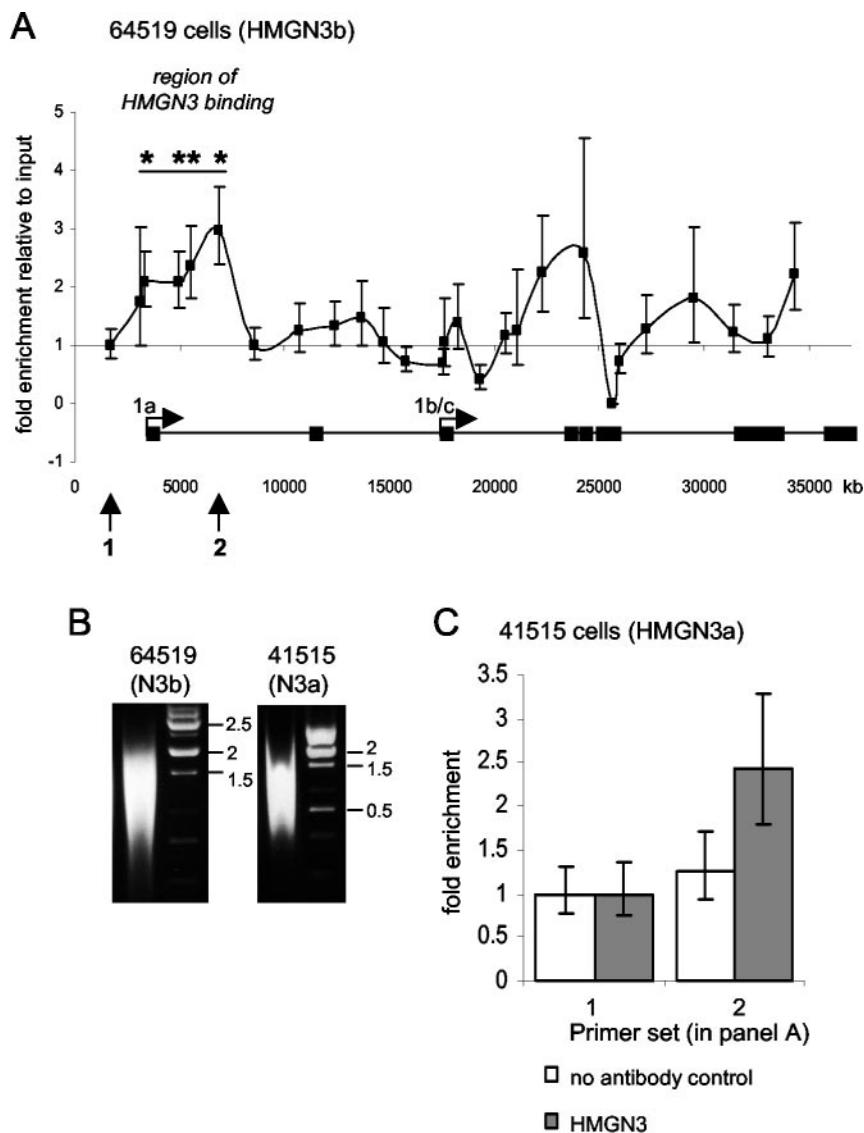 A
64519 cells (HMGN3b)
region of
HMGN3 binding
fold enrichment relative to input
5
4
3
2
1
0
-1
* ** *
1a
1b/c
0 5000 10000 15000 20000 25000 30000 35000 kb
1 2
B
64519
(N3b)
41515
(N3a)
2.5
2
1.5
2
1.5
0.5
C
41515 cells (HMGN3a)
fold enrichment
3.5
3
2.5
2
1.5
1
0.5
0
1 2
Primer set (in panel A)
no antibody control
HMGN3